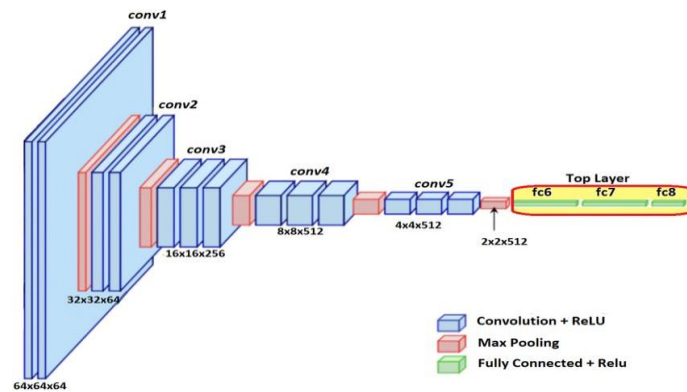 conv1
conv2
conv3
conv4
conv5
Top Layer
fc6 fc7 fc8
64x64x64
32x32x64
16x16x256
8x8x512
4x4x512
2x2x512
Convolution + ReLU
Max Pooling
Fully Connected + Relu